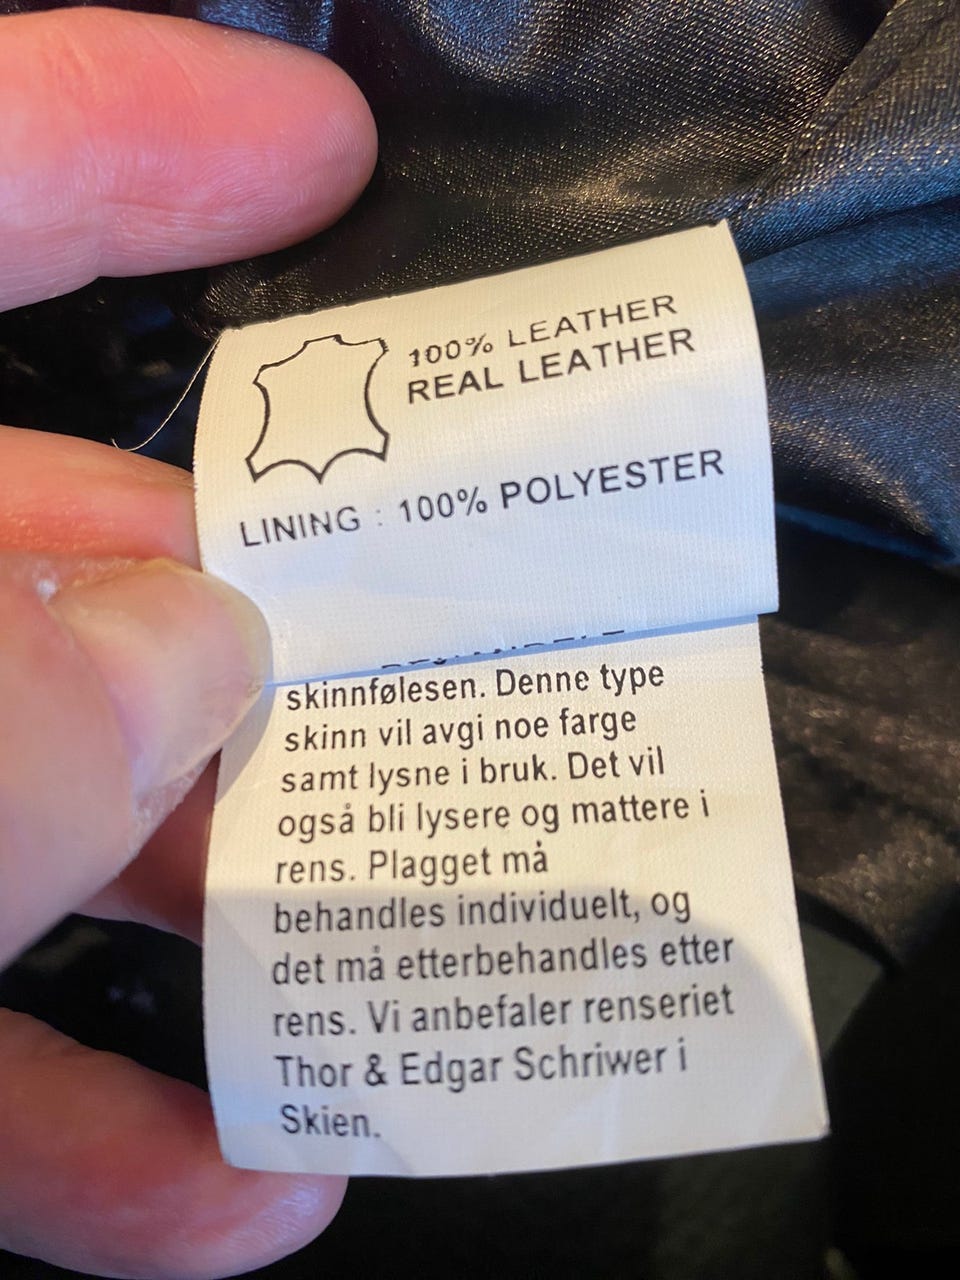 100% LEATHER
REAL LEATHER
LINING : 100% POLYESTER
skinnfølesen. Denne type
skinn vil avgi noe farge
samt lysne i bruk. Det vil
også bli lysere og mattere i
rens. Plagget må
behandles individuelt, og
det må etterbehandles etter
rens. Vi anbefaler renseriet
Thor & Edgar Schriwer i
Skien.